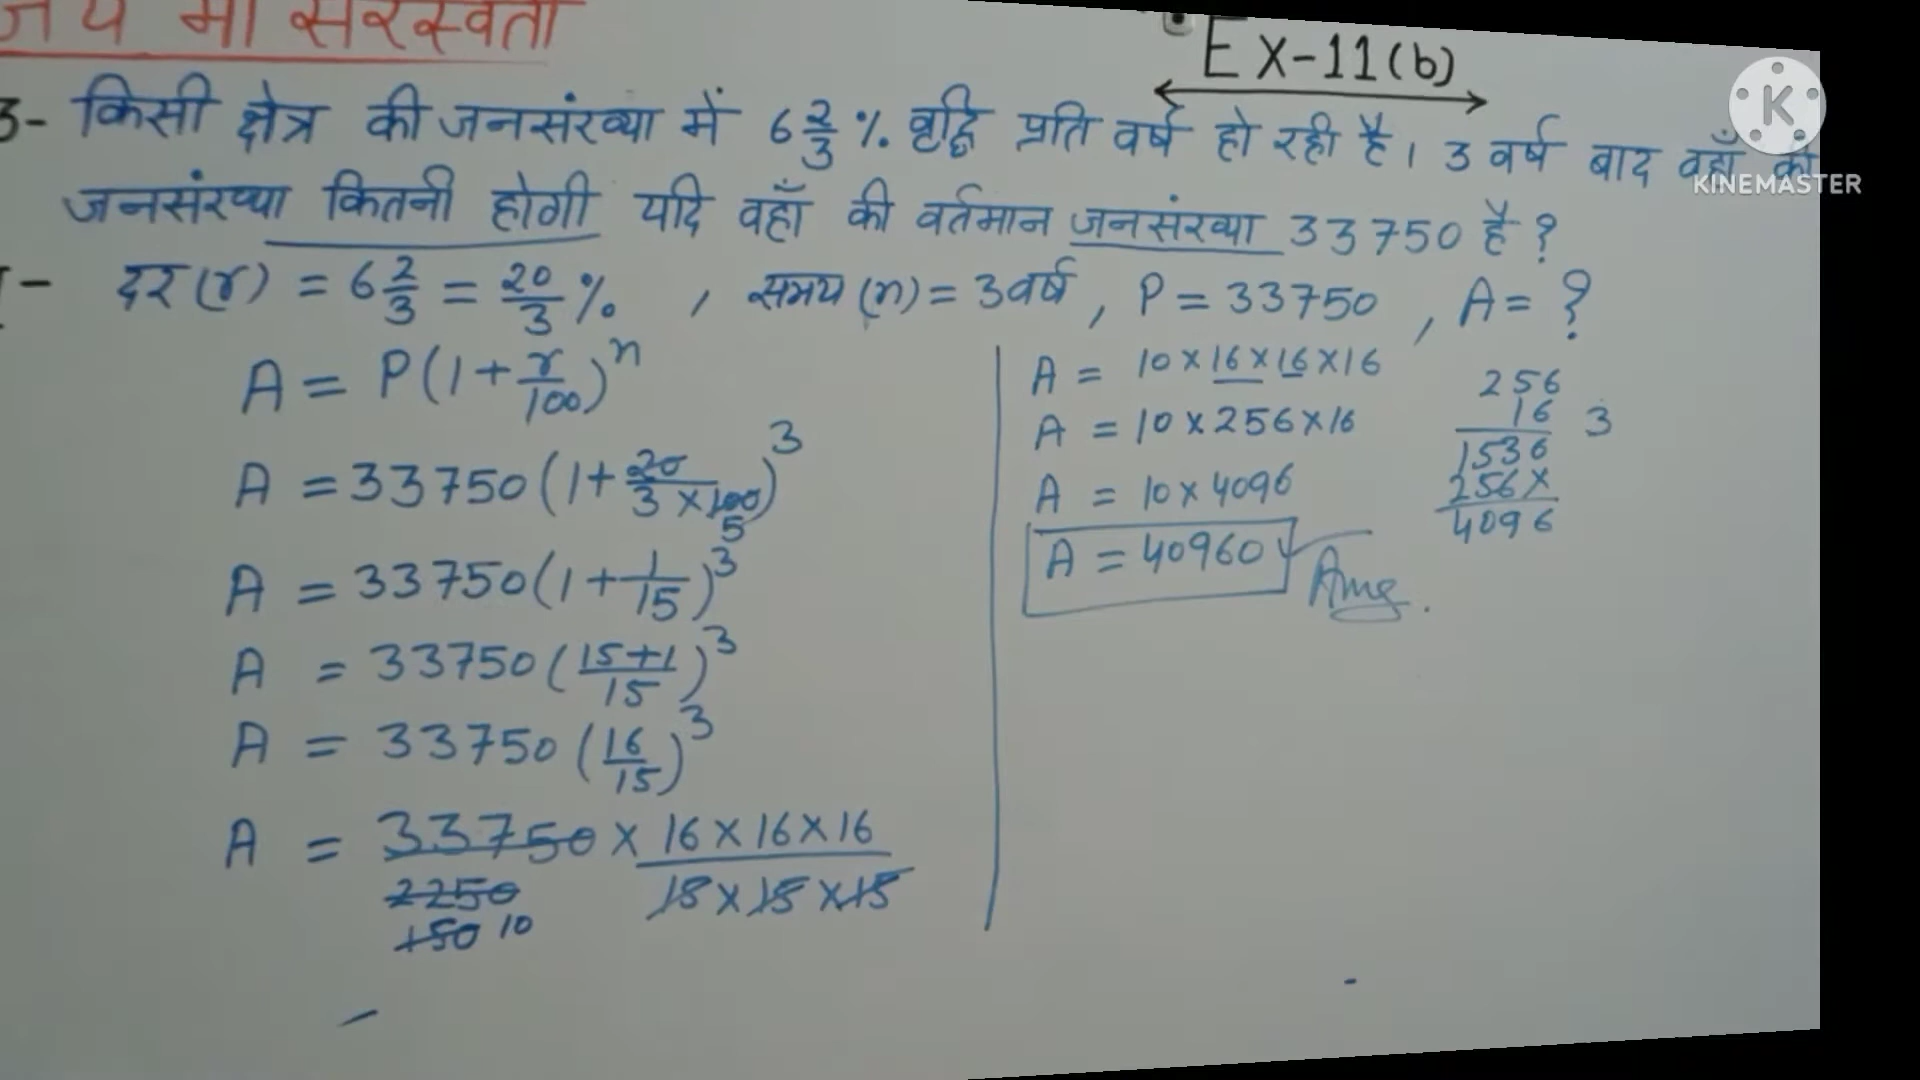 जय माँ सरस्वती
Ex-11(b)
K
KINEMASTER
3- किसी क्षेत्र की जनसंख्या में 6 2/3 %. वृद्धि प्रति वर्ष हो रही है। 3 वर्ष बाद वहाँ की
जनसंख्या कितनी होगी यदि वहाँ की वर्तमान जनसंख्या 33750 है ?
दर (r) = 6 2/3 = 20/3 %. , समय (n) = 3 वर्ष , P = 33750 , A = ?
A = P(1 + r/100)^n
A = 33750 (1 + 20/3 × 100)^3
5
A = 33750 (1 + 1/15)^3
A = 33750 (15+1/15)^3
A = 33750 (16/15)^3
A = 33750 × 16 × 16 × 16 / 15 × 15 × 15
2250
150 10
A = 10 × 16 × 16 × 16
A = 10 × 256 × 16
A = 10 × 4096
A = 40960 Ans.
256
16 3
1536
256×
4096